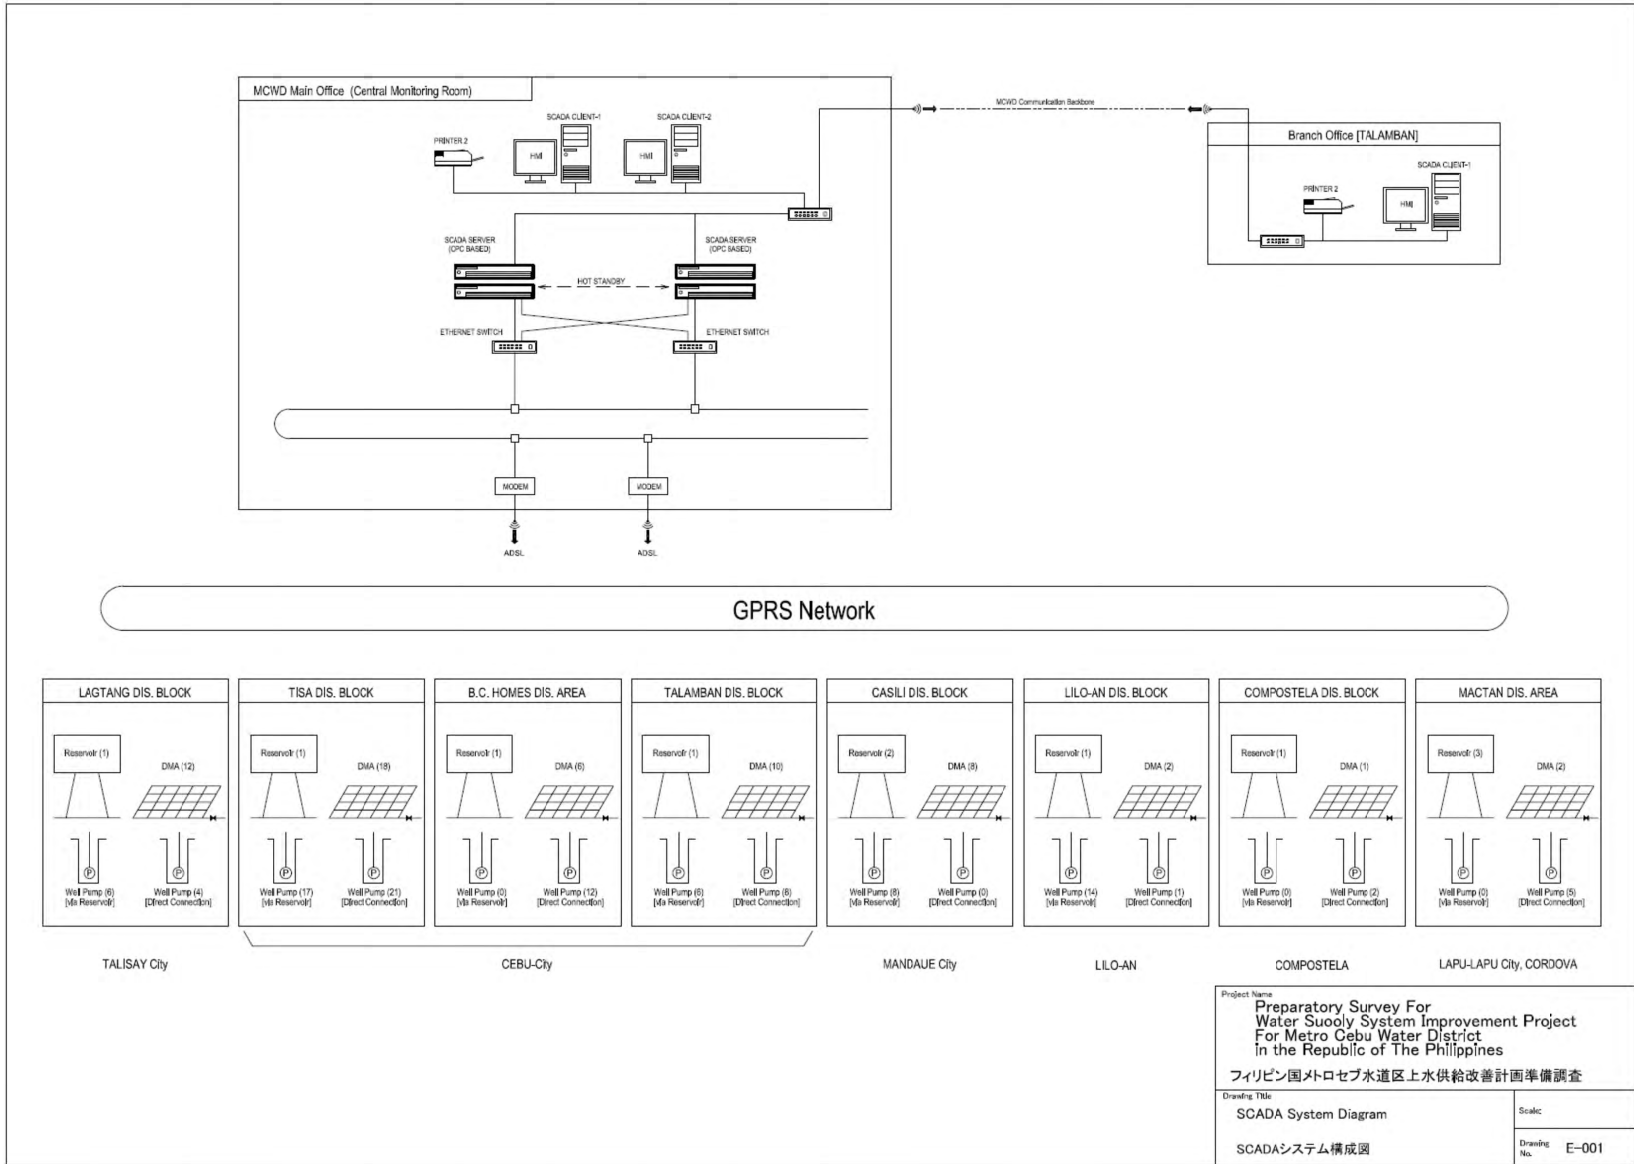 MCWD Main Office (Central Monitoring Room)
MCWD Communication Backbone
SCADA CLIENT-1
SCADA CLIENT-2
PRINTER 2
HMI
HMI
Branch Office [TALAMBAN]
SCADA CLIENT-1
PRINTER 2
HMI
SCADA SERVER
(OPC BASED)
SCADA SERVER
(OPC BASED)
HOT STANDBY
ETHERNET SWITCH
ETHERNET SWITCH
MODEM
MODEM
ADSL
ADSL
GPRS Network
LAGTANG DIS. BLOCK
Reservoir (1)
DMA (12)
P
P
Well Pump (6)
[via Reservoir]
Well Pump (4)
[Direct Connection]
TISA DIS. BLOCK
Reservoir (1)
DMA (18)
P
P
Well Pump (17)
[via Reservoir]
Well Pump (21)
[Direct Connection]
B.C. HOMES DIS. AREA
Reservoir (1)
DMA (6)
P
P
Well Pump (0)
[via Reservoir]
Well Pump (12)
[Direct Connection]
TALAMBAN DIS. BLOCK
Reservoir (1)
DMA (10)
P
P
Well Pump (6)
[via Reservoir]
Well Pump (8)
[Direct Connection]
CASILI DIS. BLOCK
Reservoir (2)
DMA (8)
P
P
Well Pump (8)
[via Reservoir]
Well Pump (0)
[Direct Connection]
LILO-AN DIS. BLOCK
Reservoir (1)
DMA (2)
P
P
Well Pump (14)
[via Reservoir]
Well Pump (1)
[Direct Connection]
COMPOSTELA DIS. BLOCK
Reservoir (1)
DMA (1)
P
P
Well Pump (0)
[via Reservoir]
Well Pump (2)
[Direct Connection]
MACTAN DIS. AREA
Reservoir (3)
DMA (2)
P
P
Well Pump (0)
[via Reservoir]
Well Pump (5)
[Direct Connection]
TALISAY City
CEBU-City
MANDAUE City
LILO-AN
COMPOSTELA
LAPU-LAPU City, CORDOVA
Project Name
Preparatory Survey For
Water Suooly System Improvement Project
For Metro Cebu Water District
in the Republic of The Philippines
フィリピン国メトロセブ水道区上水供給改善計画準備調査
Drawing Title
SCADA System Diagram
SCADAシステム構成図
Scale:
Drawing No. E-001